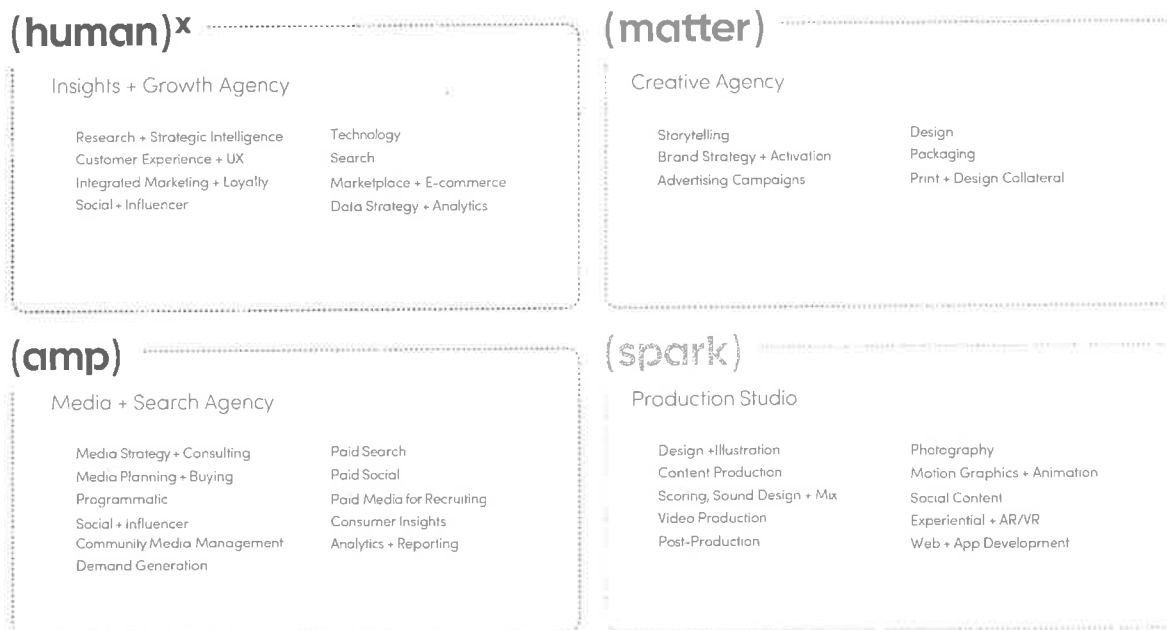 (human)ˣ
Insights + Growth Agency
Research + Strategic Intelligence
Customer Experience + UX
Integrated Marketing + Loyalty
Social + Influencer
Technology
Search
Marketplace + E-commerce
Data Strategy + Analytics
(matter)
Creative Agency
Storytelling
Brand Strategy + Activation
Advertising Campaigns
Design
Packaging
Print + Design Collateral
(amp)
Media + Search Agency
Media Strategy + Consulting
Media Planning + Buying
Programmatic
Social + Influencer
Community Media Management
Demand Generation
Paid Search
Paid Social
Paid Media for Recruiting
Consumer Insights
Analytics + Reporting
(spark)
Production Studio
Design +Illustration
Content Production
Scoring, Sound Design + Mix
Video Production
Post-Production
Photography
Motion Graphics + Animation
Social Content
Experiential + AR/VR
Web + App Development